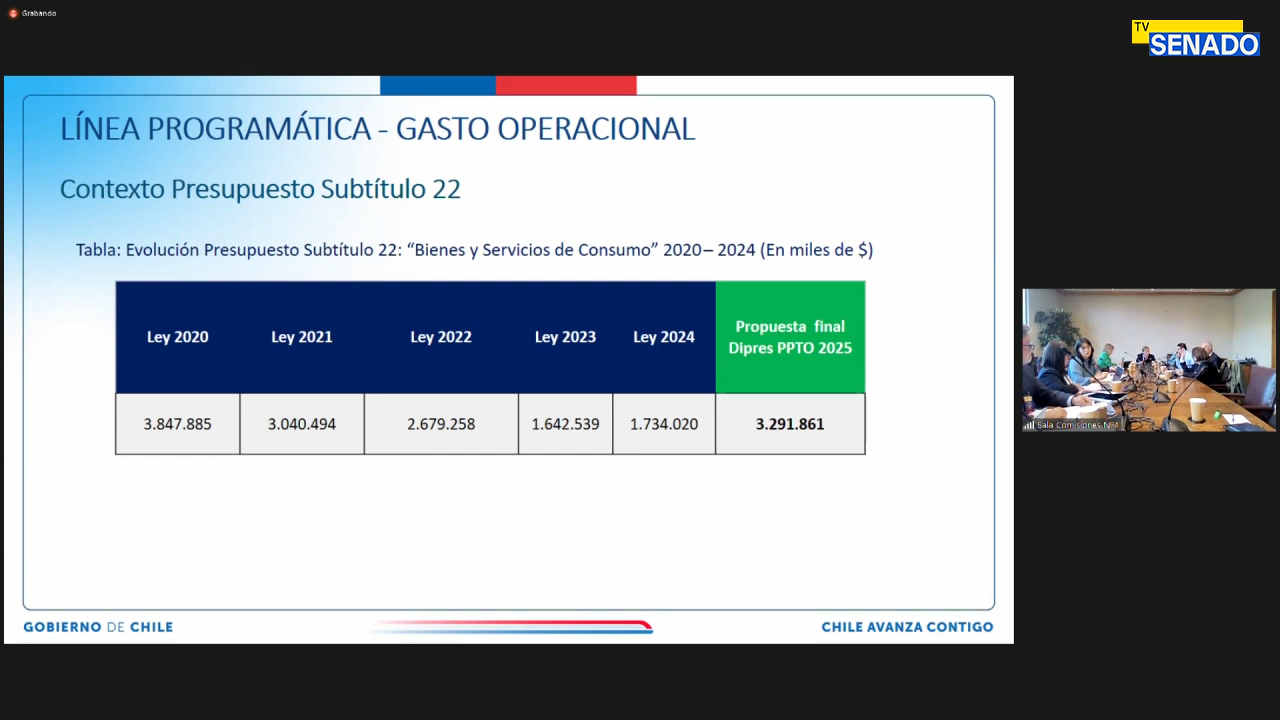 Grabando
TV
SENADO
LÍNEA PROGRAMÁTICA - GASTO OPERACIONAL
Contexto Presupuesto Subtítulo 22
Tabla: Evolución Presupuesto Subtítulo 22: “Bienes y Servicios de Consumo” 2020– 2024 (En miles de $)
Ley 2020 Ley 2021 Ley 2022 Ley 2023 Ley 2024 Propuesta final
Dipres PPTO 2025
3.847.885 3.040.494 2.679.258 1.642.539 1.734.020 3.291.861
Sala Comisiones N°4
GOBIERNO DE CHILE
CHILE AVANZA CONTIGO